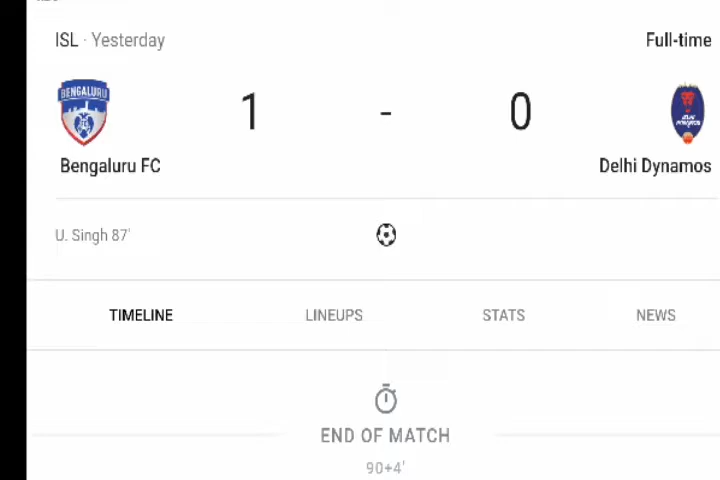 ISL · Yesterday Full-time
BENGALURU
1 - 0
Bengaluru FC Delhi Dynamos
U. Singh 87'
TIMELINE LINEUPS STATS NEWS
END OF MATCH
90+4'